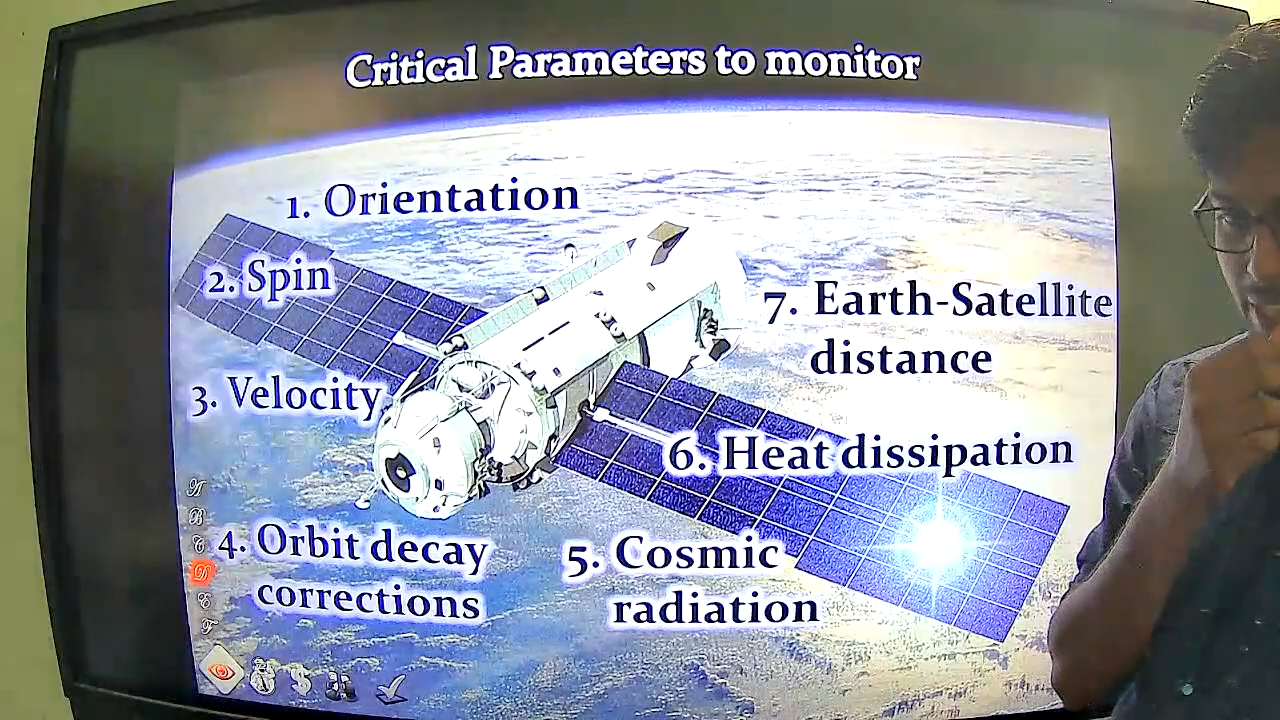 Critical Parameters to monitor
1. Orientation
2. Spin
3. Velocity
4. Orbit decay
corrections
5. Cosmic
radiation
6. Heat dissipation
7. Earth-Satellite
distance
A
B
C
D
E
F
$